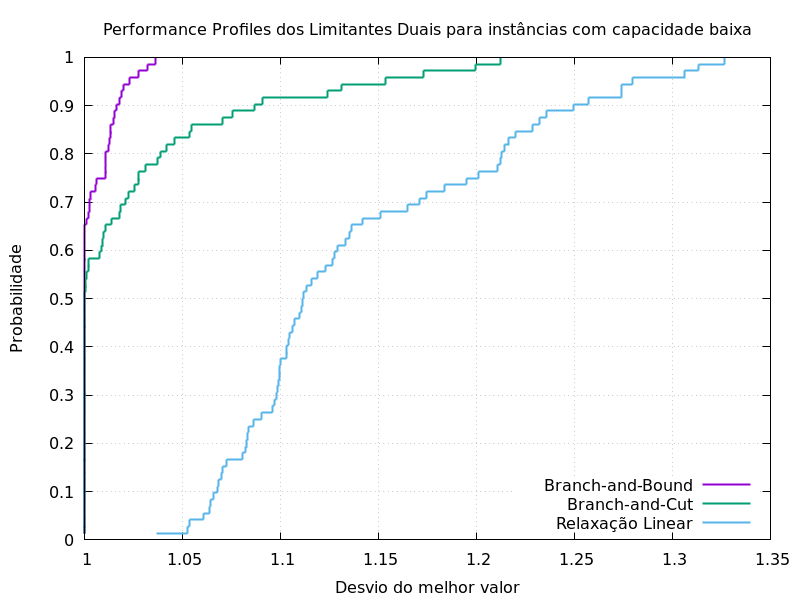 Performance Profiles dos Limitantes Duais para instâncias com capacidade baixa
1
0.9
0.8
0.7
0.6
0.5
0.4
0.3
0.2
0.1
0
Probabilidade
Branch-and-Bound
Branch-and-Cut
Relaxação Linear
1 1.05 1.1 1.15 1.2 1.25 1.3 1.35
Desvio do melhor valor